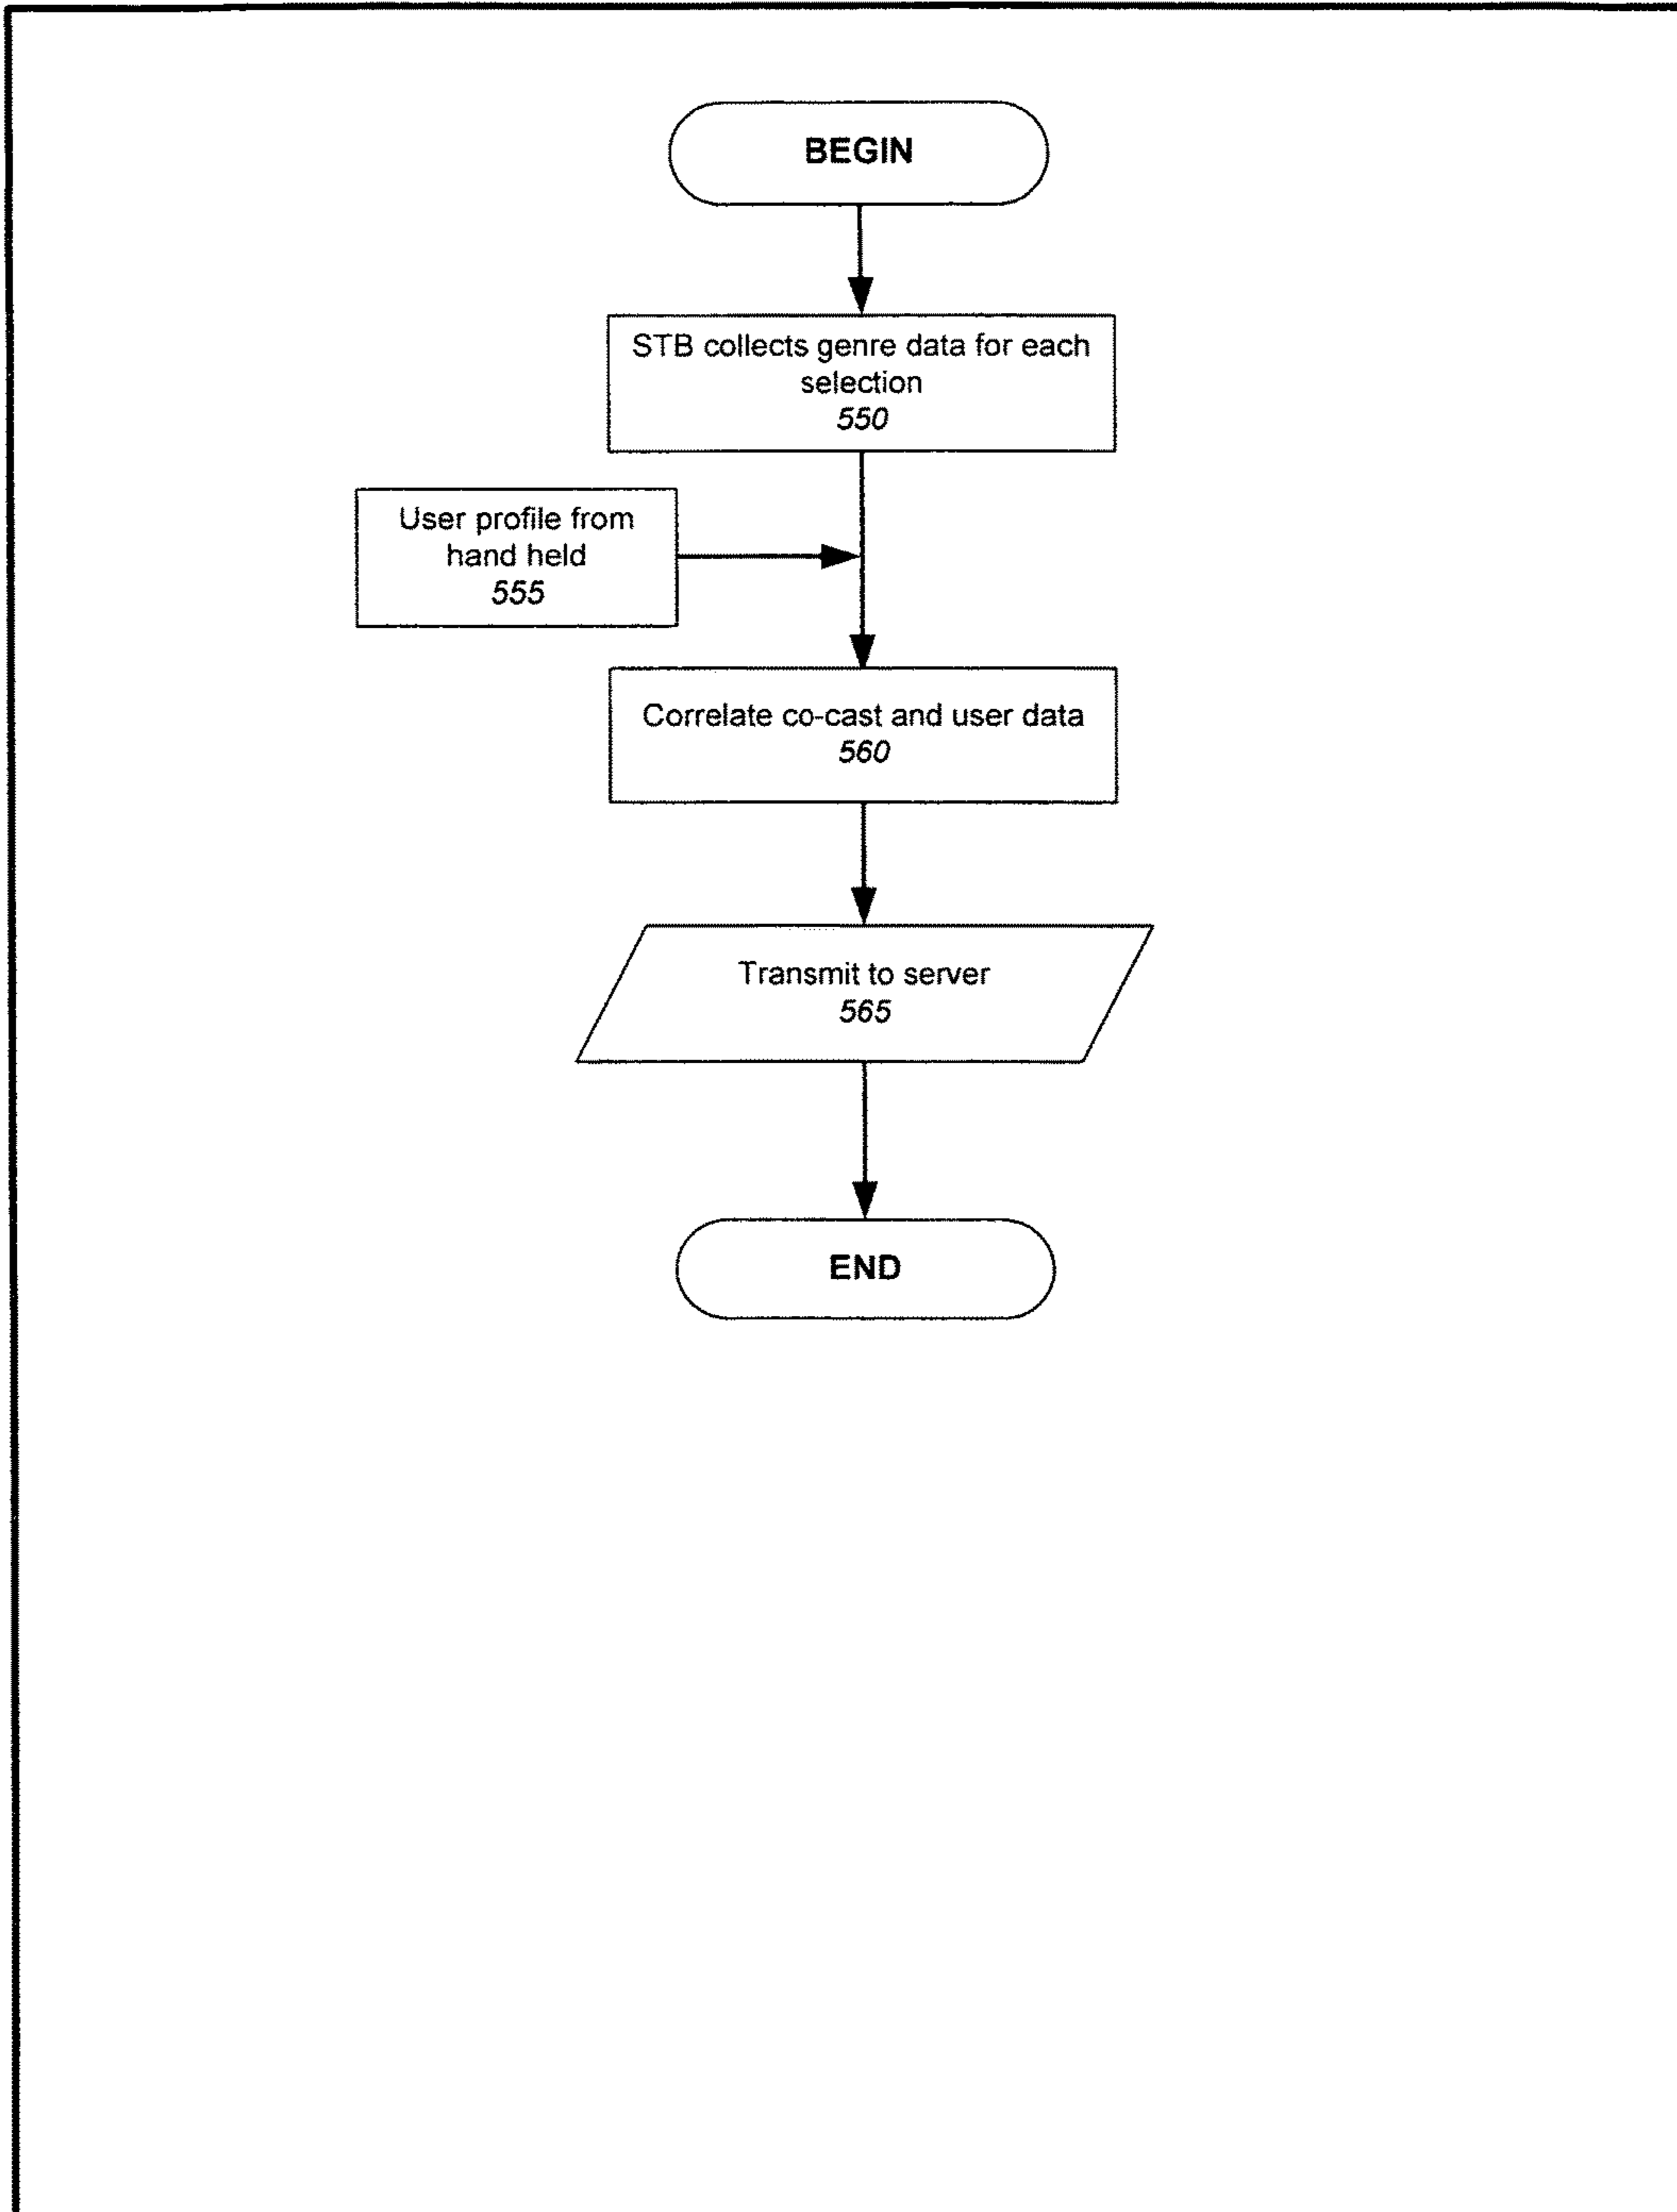 BEGIN
STB collects genre data for each
selection
550
User profile from
hand held
555
Correlate co-cast and user data
560
Transmit to server
565
END